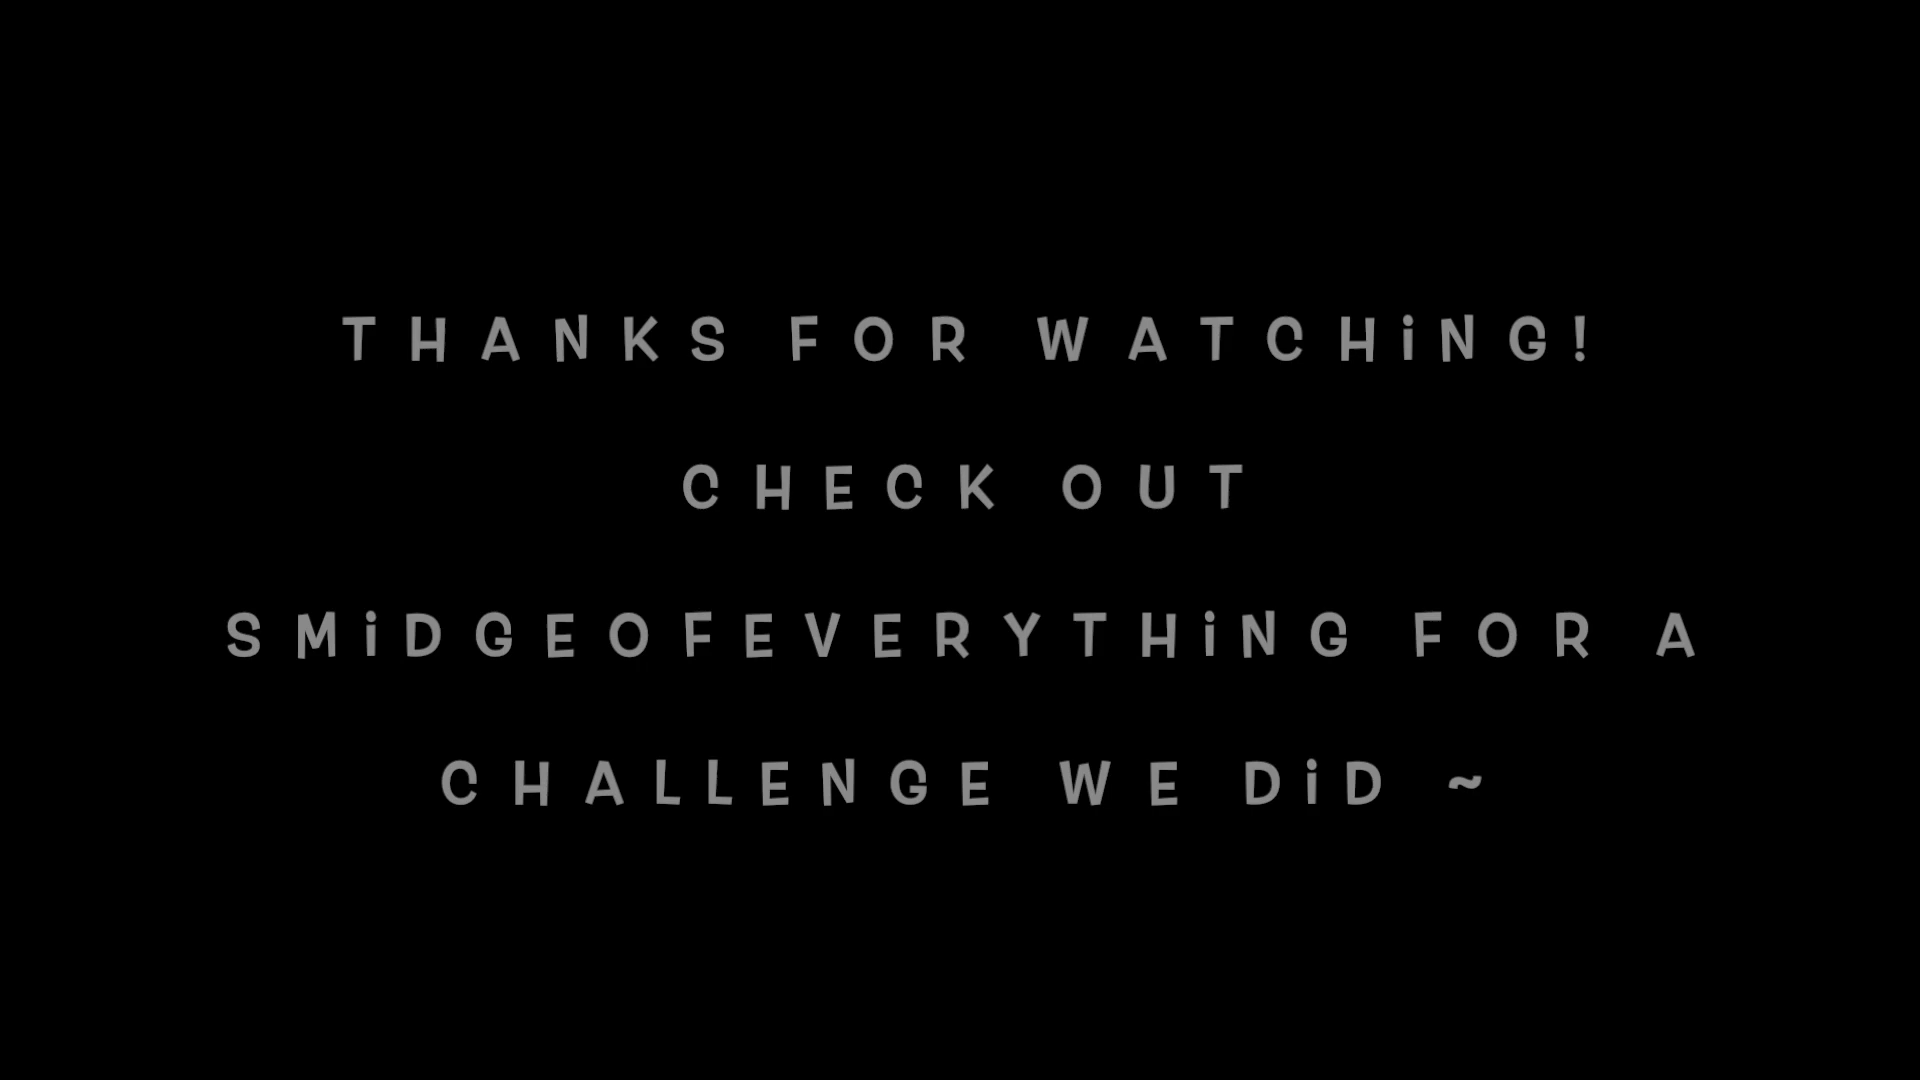 THANKS FOR WATCHiNG!
CHECK OUT
SMiDGEOFEVERYTHiNG FOR A
CHALLENGE WE DiD ~